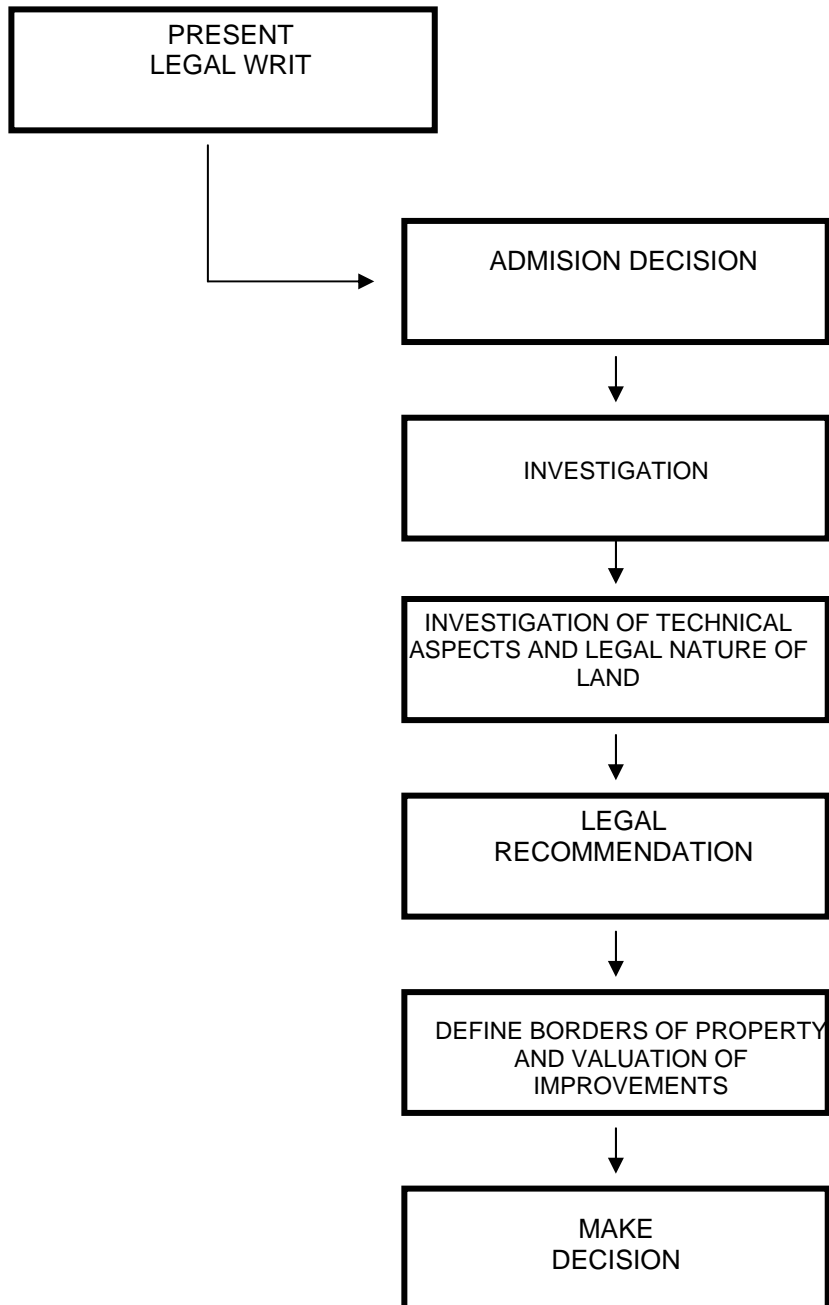 PRESENT
LEGAL WRIT
ADMISION DECISION
INVESTIGATION
INVESTIGATION OF TECHNICAL
ASPECTS AND LEGAL NATURE OF
LAND
LEGAL
RECOMMENDATION
DEFINE BORDERS OF PROPERTY
AND VALUATION OF
IMPROVEMENTS
MAKE
DECISION